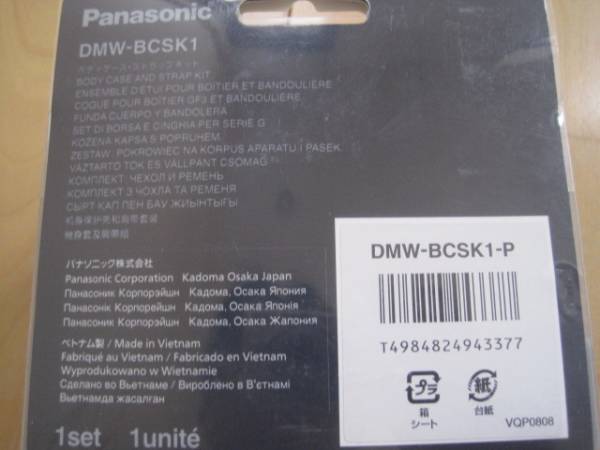 Panasonic
DMW-BCSK1
ボディケース・ストラップキット
BODY CASE AND STRAP KIT
ENSEMBLE D'ÉTUI POUR BOÎTIER ET BANDOULIÈRE
COQUE POUR BOÎTIER GF3 ET BANDOULIÈRE
FUNDA CUERPO Y BANDOLERA
SET DI BORSA E CINGHIA PER SERIE G
KOŽENÁ KAPSA S POPRUHEM
ZESTAW: POKROWIEC NA KORPUS APARATU I PASEK
VÁZTARTÓ TOK ÉS VÁLLPÁNT CSOMAG
КОМПЛЕКТ: ЧЕХОЛ И РЕМЕНЬ
КОМПЛЕКТ З ЧОХЛА ТА РЕМЕНЯ
СЫРТ КАП ПЕН БАУ ЖИЫНТЫҒЫ
机身保护壳和肩带套装
機身套及肩帶組
パナソニック株式会社
Panasonic Corporation Kadoma Osaka Japan
Панасоник Корпорэйшн Кадома, Осака Япония
Панасонік Корпорейшн Кадома, Осака Японія
Панасоник Корпорэйшн Кадома, Осака Жапония
ベトナム製 / Made in Vietnam
Fabriqué au Vietnam / Fabricado en Vietnam
Wyprodukowano w Wietnamie
Сделано во Вьетнаме / Вироблено в В'єтнамі
Вьетнамда жасалған
1set 1unité
DMW-BCSK1-P
T4984824943377
プラ 紙
箱 台紙
シート
VQP0808